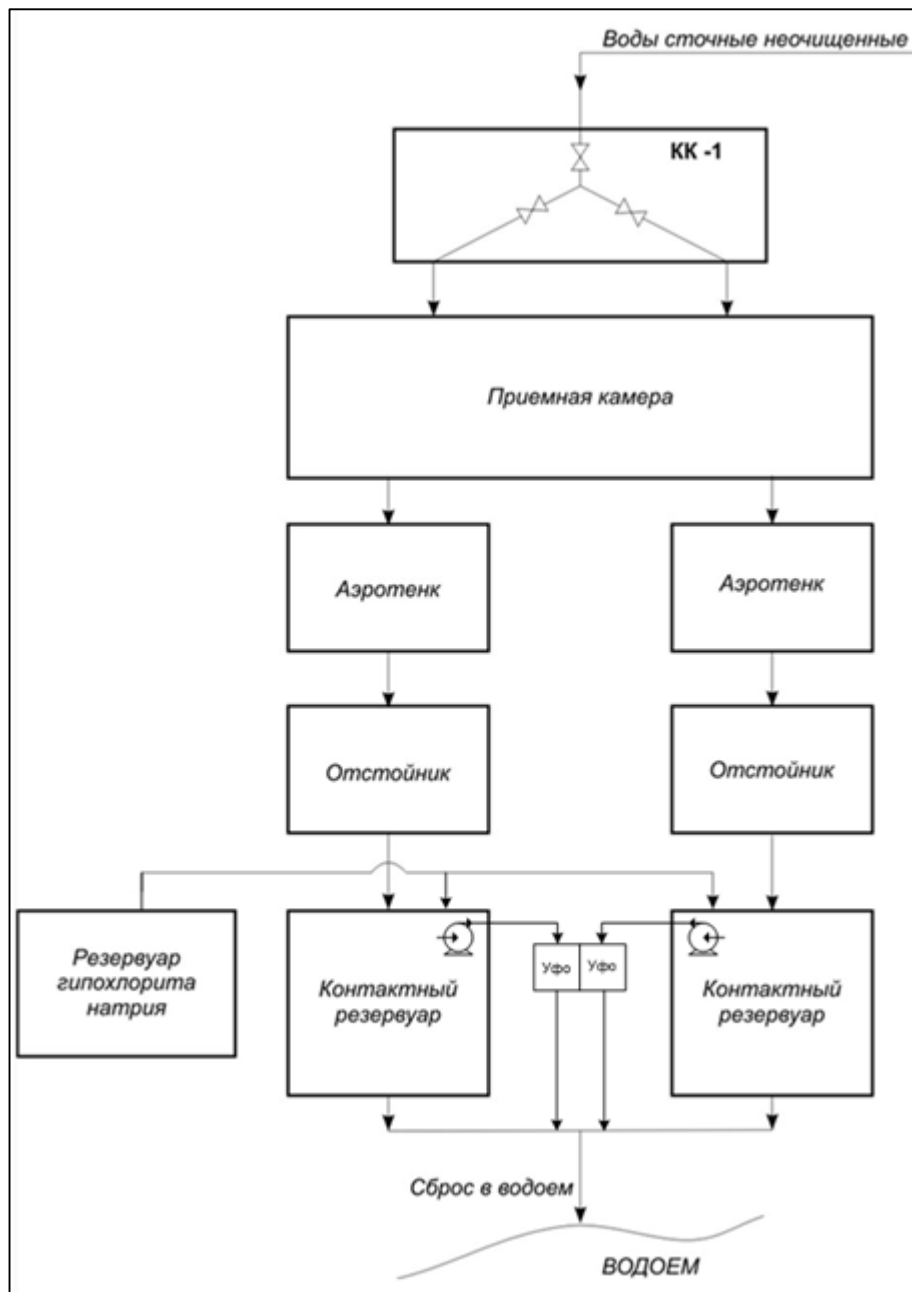 Воды сточные неочищенные
КК -1
Приемная камера
Аэротенк
Аэротенк
Отстойник
Отстойник
Резервуар
гипохлорита
натрия
Контактный
резервуар
Уфо
Уфо
Контактный
резервуар
Сброс в водоем
ВОДОЕМ